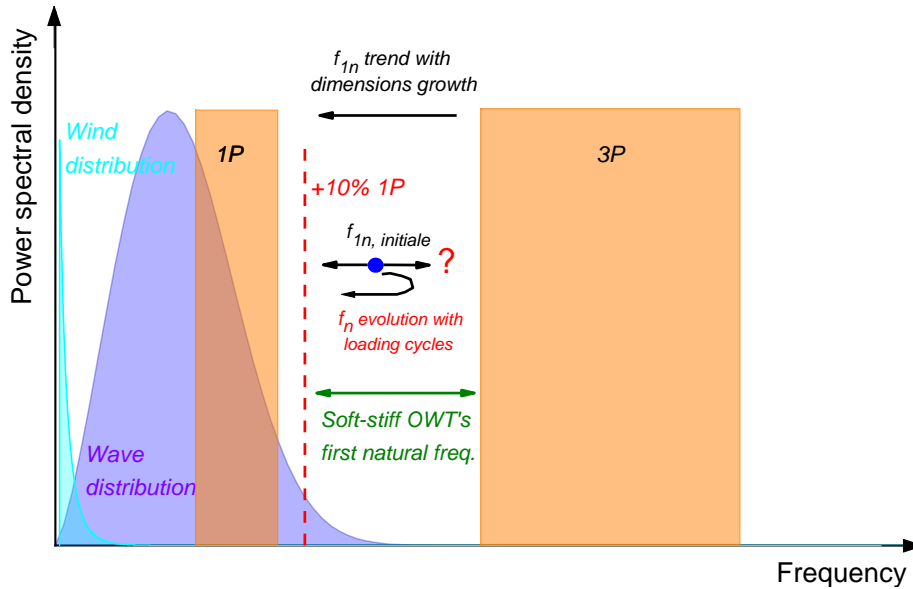 Power spectral density
f1n trend with
dimensions growth
Wind
distribution
1P
3P
+10% 1P
f1n, initiale
?
fn evolution with
loading cycles
Soft-stiff OWT's
first natural freq.
Wave
distribution
Frequency